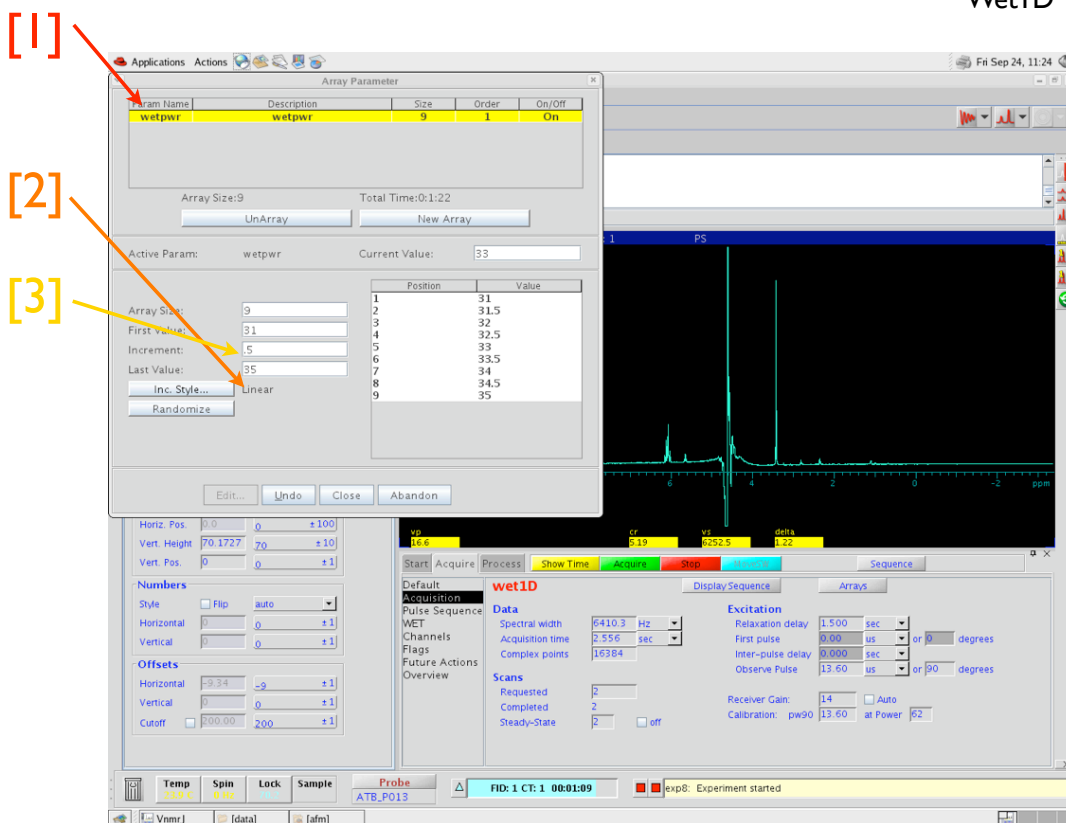 Wet1D
[1]
Applications Actions
Fri Sep 24, 11:24
Array Parameter
Param Name Description Size Order On/Off
wetpwr wetpwr 9 1 On
[2]
Array Size:9 Total Time:0:1:22
UnArray New Array
Active Param: wetpwr Current Value: 33
[3]
Position Value
1 31
2 31.5
3 32
4 32.5
5 33
6 33.5
7 34
8 34.5
9 35
Array Size: 9
First Value: 31
Increment: .5
Last Value: 35
Inc. Style... Linear
Randomize
Edit... Undo Close Abandon
: 1 PS
6 4 2 0 -2 ppm
vp cr vs delta
16.6 5.19 6252.5 1.22
Horiz. Pos. 0.0 0 ±100
Vert. Height 70.1727 70 ±10
Vert. Pos. 0 0 ±1
Numbers
Style Flip auto
Horizontal 0 0 ±1
Vertical 0 0 ±1
Offsets
Horizontal -9.34 -9 ±1
Vertical 0 0 ±1
Cutoff 200.00 200 ±1
Start Acquire Process Show Time Acquire Stop Sequence
Default
Acquisition
Pulse Sequence
WET
Channels
Flags
Future Actions
Overview
wet1D Display Sequence Arrays
Data
Spectral width 6410.3 Hz
Acquisition time 2.556 sec
Complex points 16384
Scans
Requested 2
Completed 2
Steady-State 2 off
Excitation
Relaxation delay 1.500 sec
First pulse 0.00 us or 0 degrees
Inter-pulse delay 0.000 sec
Observe Pulse 13.60 us or 90 degrees
Receiver Gain: 14 Auto
Calibration: pw90 13.60 at Power 62
Temp Spin Lock Sample Probe
ATB_P013
FID: 1 CT: 1 00:01:09
exp8: Experiment started
VnmrJ [data] [afm]